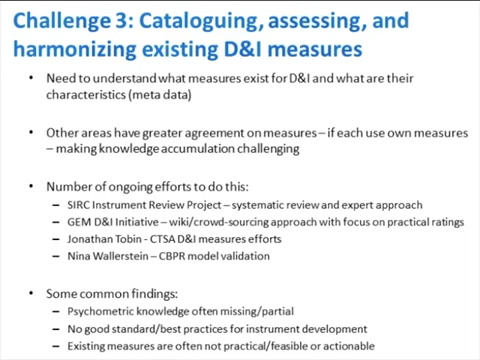 Challenge 3: Cataloguing, assessing, and
harmonizing existing D&I measures
• Need to understand what measures exist for D&I and what are their
characteristics (meta data)
• Other areas have greater agreement on measures – if each use own measures
– making knowledge accumulation challenging
• Number of ongoing efforts to do this:
– SIRC Instrument Review Project – systematic review and expert approach
– GEM D&I Initiative – wiki/crowd-sourcing approach with focus on practical ratings
– Jonathan Tobin - CTSA D&I measures efforts
– Nina Wallerstein – CBPR model validation
• Some common findings:
– Psychometric knowledge often missing/partial
– No good standard/best practices for instrument development
– Existing measures are often not practical/feasible or actionable